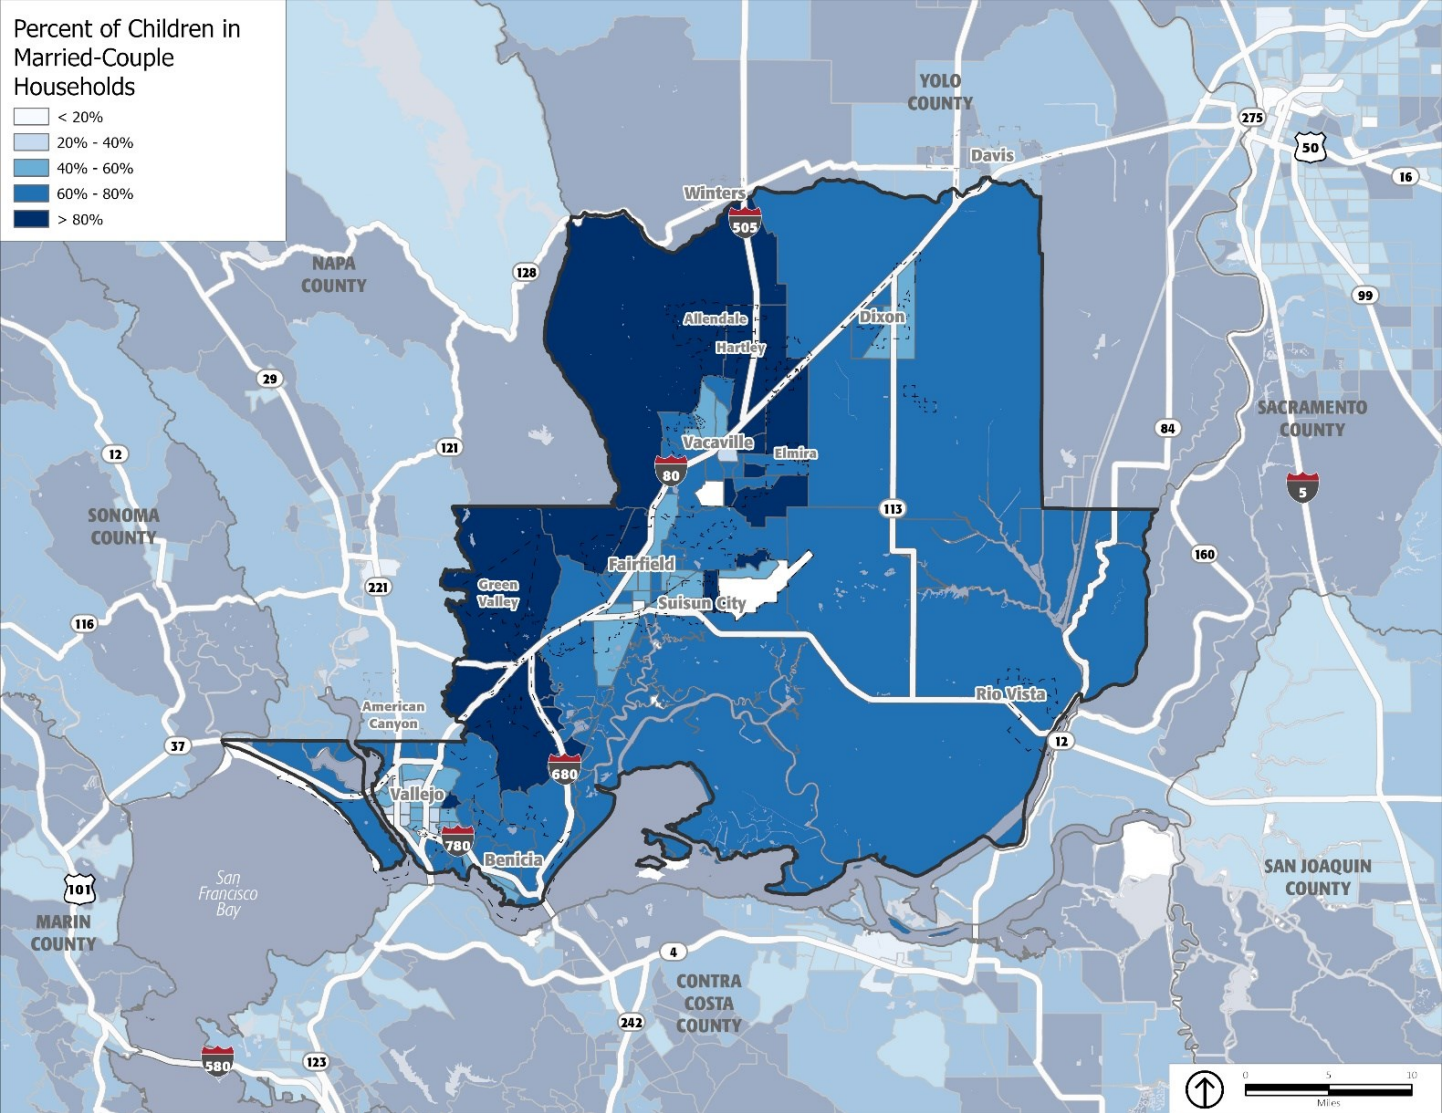 Percent of Children in
Married-Couple
Households
< 20%
20% - 40%
40% - 60%
60% - 80%
> 80%
YOLO
COUNTY
275
50
Davis
16
Winters
505
NAPA
COUNTY
128
99
Allendale
Dixon
Hartley
29
SACRAMENTO
COUNTY
84
121
Vacaville
12
Elmira
80
5
SONOMA
COUNTY
113
160
Fairfield
221
Green
Valley
Suisun City
116
Rio Vista
American
Canyon
37
12
680
Vallejo
780
Benicia
San
Francisco
Bay
101
SAN JOAQUIN
COUNTY
MARIN
COUNTY
4
CONTRA
COSTA
COUNTY
242
580
123
0 5 10
Miles